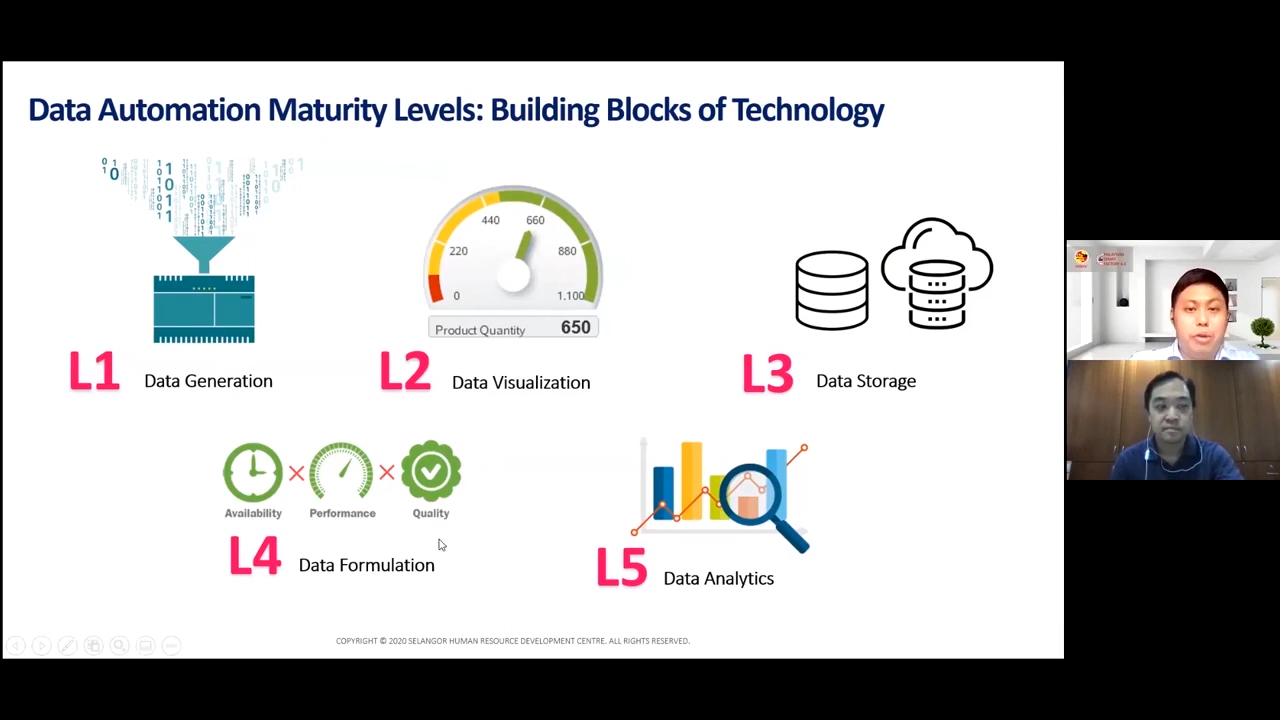 Data Automation Maturity Levels: Building Blocks of Technology
440 660
220 880
0 1.100
Product Quantity 650
L1 Data Generation
L2 Data Visualization
L3 Data Storage
Availability × Performance × Quality
L4 Data Formulation
L5 Data Analytics
COPYRIGHT © 2020 SELANGOR HUMAN RESOURCE DEVELOPMENT CENTRE. ALL RIGHTS RESERVED.